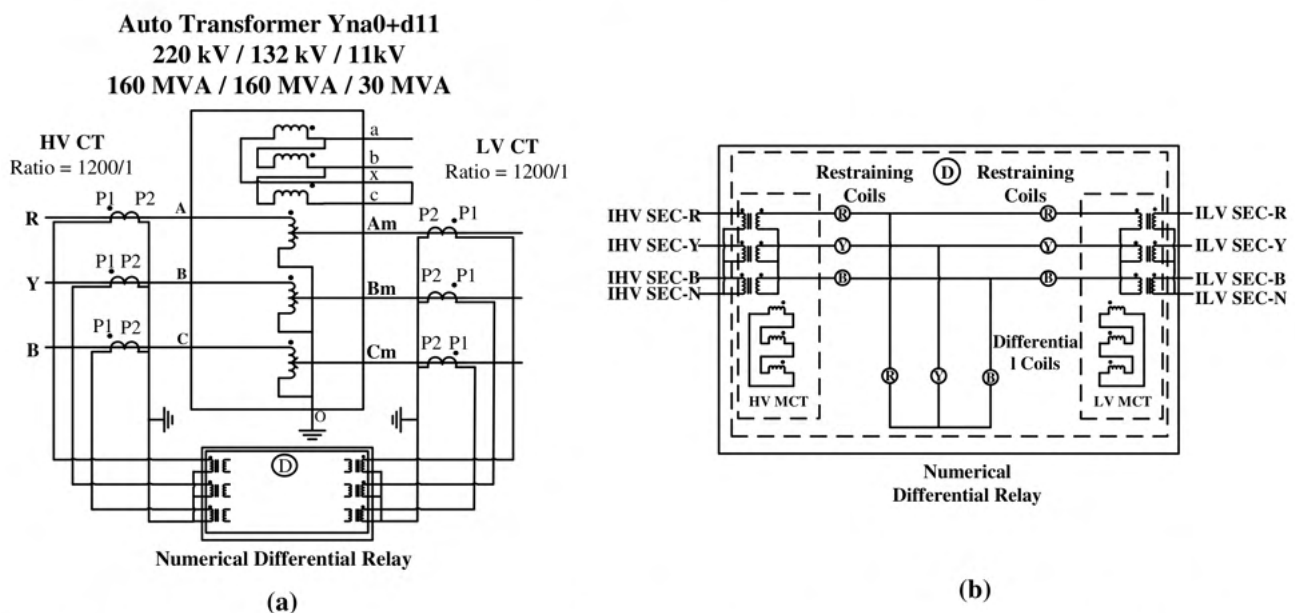 Auto Transformer Yna0+d11
220 kV / 132 kV / 11kV
160 MVA / 160 MVA / 30 MVA
HV CT
Ratio = 1200/1
LV CT
Ratio = 1200/1
a
b
x
c
P1 P2
R
A
Am
P2 P1
P1 P2
Y
B
Bm
P2 P1
P1 P2
B
C
Cm
P2 P1
O
D
Numerical Differential Relay
(a)
Restraining
Coils
D
Restraining
Coils
IHV SEC-R
R
R
ILV SEC-R
IHV SEC-Y
Y
Y
ILV SEC-Y
IHV SEC-B
B
B
ILV SEC-B
IHV SEC-N
ILV SEC-N
Differential
l Coils
R
Y
B
HV MCT
LV MCT
Numerical
Differential Relay
(b)